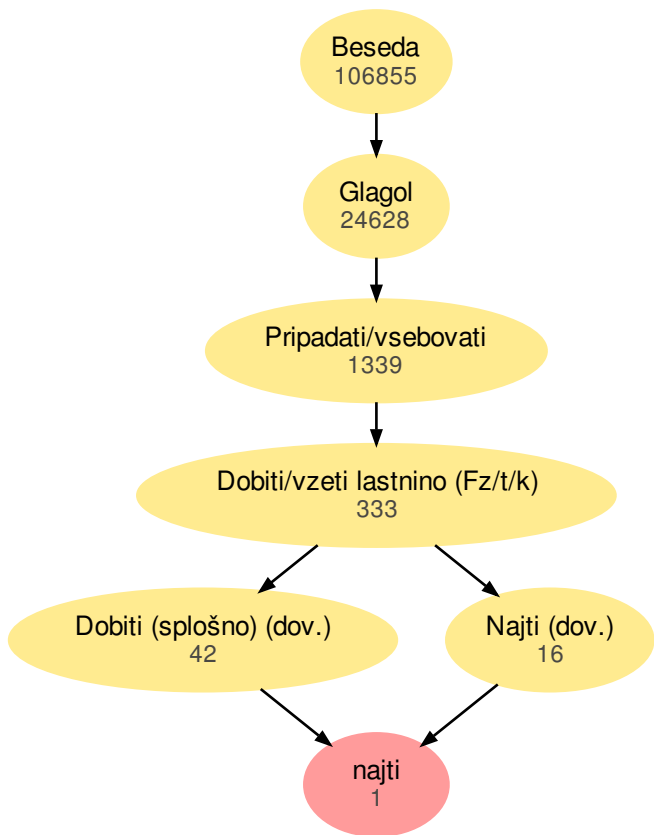 Beseda
106855
Glagol
24628
Pripadati/vsebovati
1339
Dobiti/vzeti lastnino (Fz/t/k)
333
Dobiti (splošno) (dov.)
42
Najti (dov.)
16
najti
1